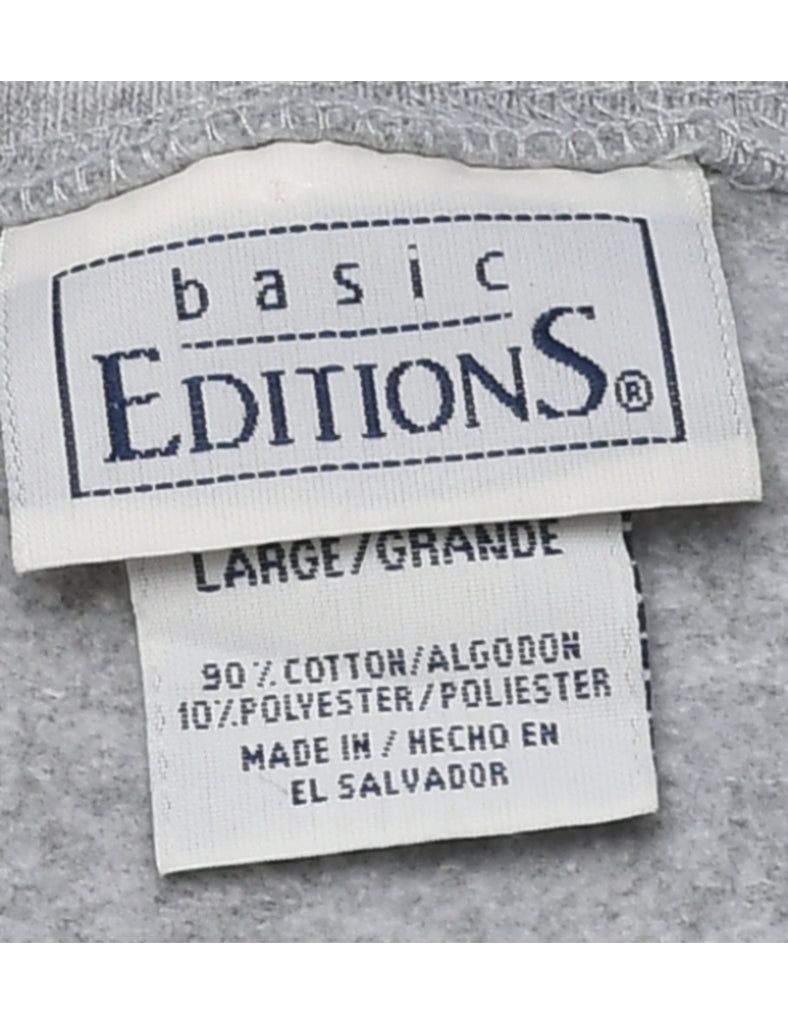 basic
EDITIONS®
LARGE/GRANDE
90% COTTON/ALGODON
10% POLYESTER/POLIESTER
MADE IN / HECHO EN
EL SALVADOR